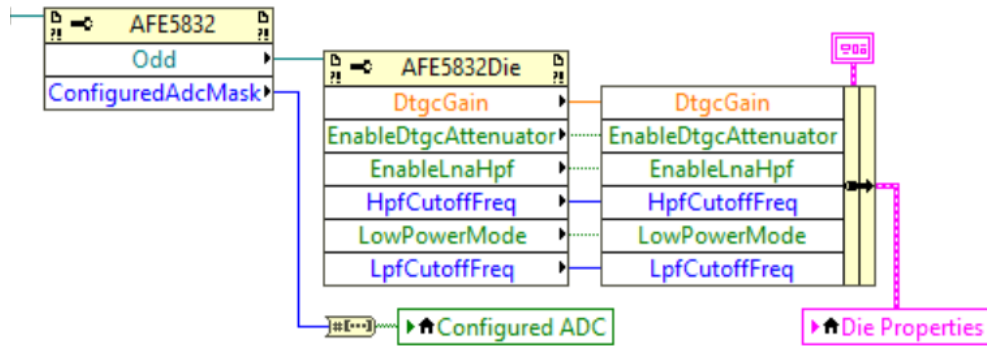 AFE5832
Odd
ConfiguredAdcMask
AFE5832Die
DtgcGain
EnableDtgcAttenuator
EnableLnaHpf
HpfCutoffFreq
LowPowerMode
LpfCutoffFreq
DtgcGain
EnableDtgcAttenuator
EnableLnaHpf
HpfCutoffFreq
LowPowerMode
LpfCutoffFreq
#[···]
Configured ADC
Die Properties